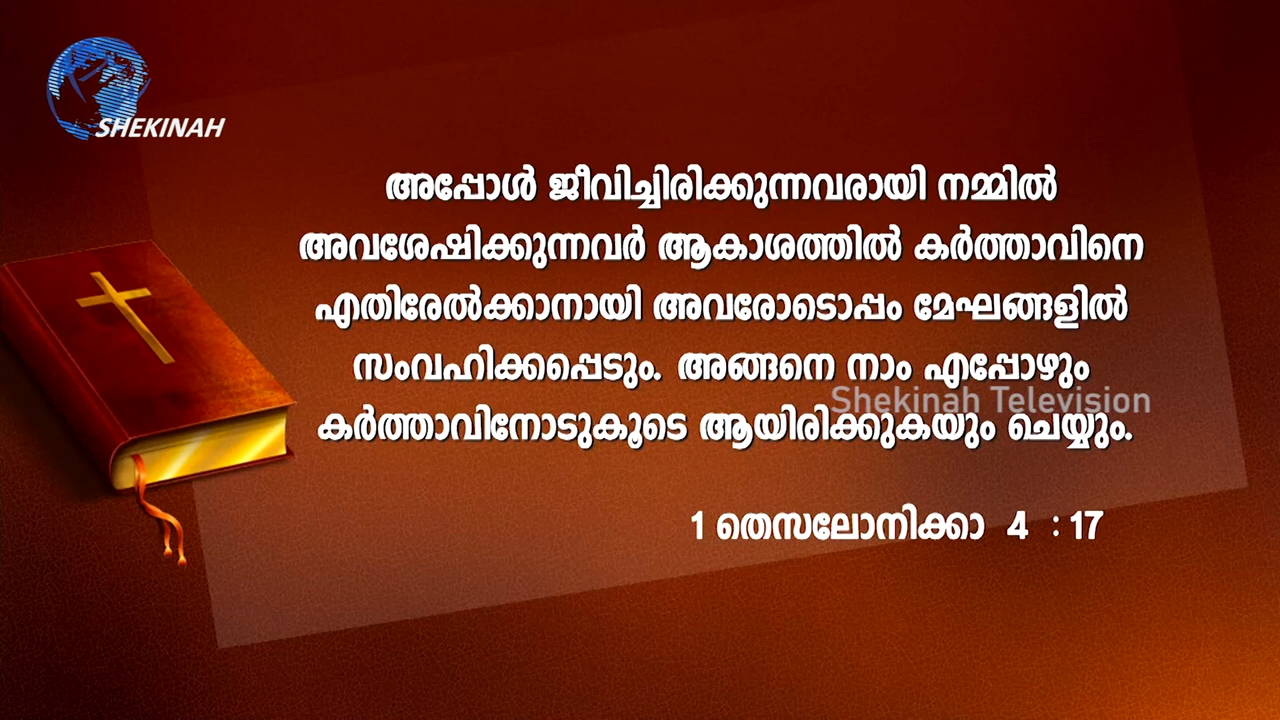 SHEKINAH
അപ്പോൾ ജീവിച്ചിരിക്കുന്നവരായി നമ്മിൽ
അവശേഷിക്കുന്നവർ ആകാശത്തിൽ കർത്താവിനെ
എതിരേൽക്കാനായി അവരോടൊപ്പം മേഘങ്ങളിൽ
സംവഹിക്കപ്പെടും. അങ്ങനെ നാം എപ്പോഴും
Shekinah Television
കർത്താവിനോടുകൂടെ ആയിരിക്കുകയും ചെയ്യും.
1 തെസലോനിക്കാ 4 : 17